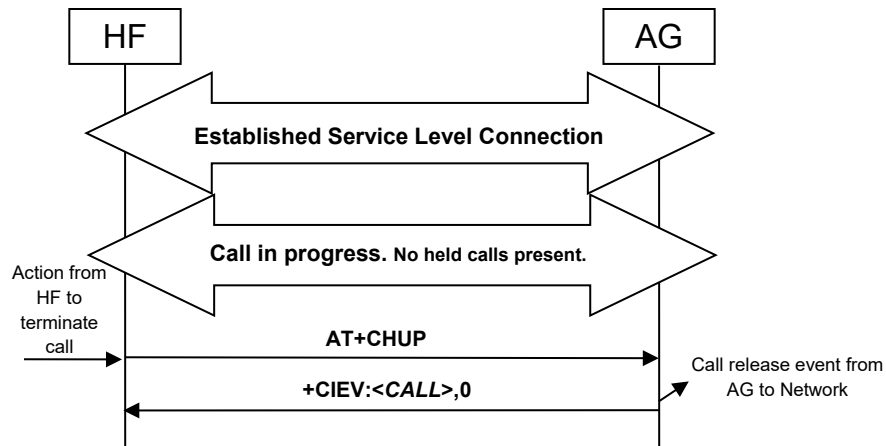 HF
AG
Established Service Level Connection
Call in progress. No held calls present.
Action from
HF to
terminate
call
AT+CHUP
Call release event from
AG to Network
+CIEV:<CALL>,0